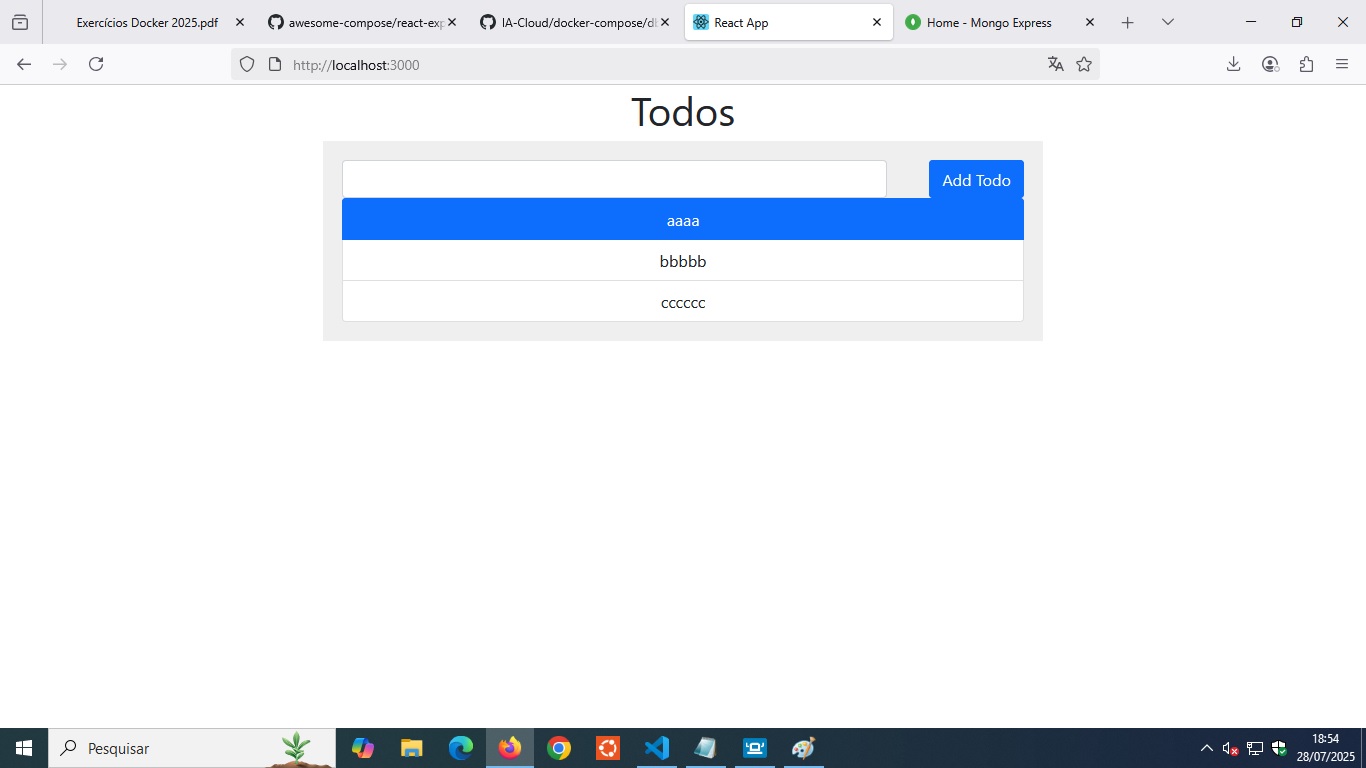 Exercícios Docker 2025.pdf
awesome-compose/react-exp
IA-Cloud/docker-compose/d
React App
Home - Mongo Express
http://localhost:3000
Todos
Add Todo
aaaa
bbbbb
cccccc
Pesquisar
18:54
28/07/2025